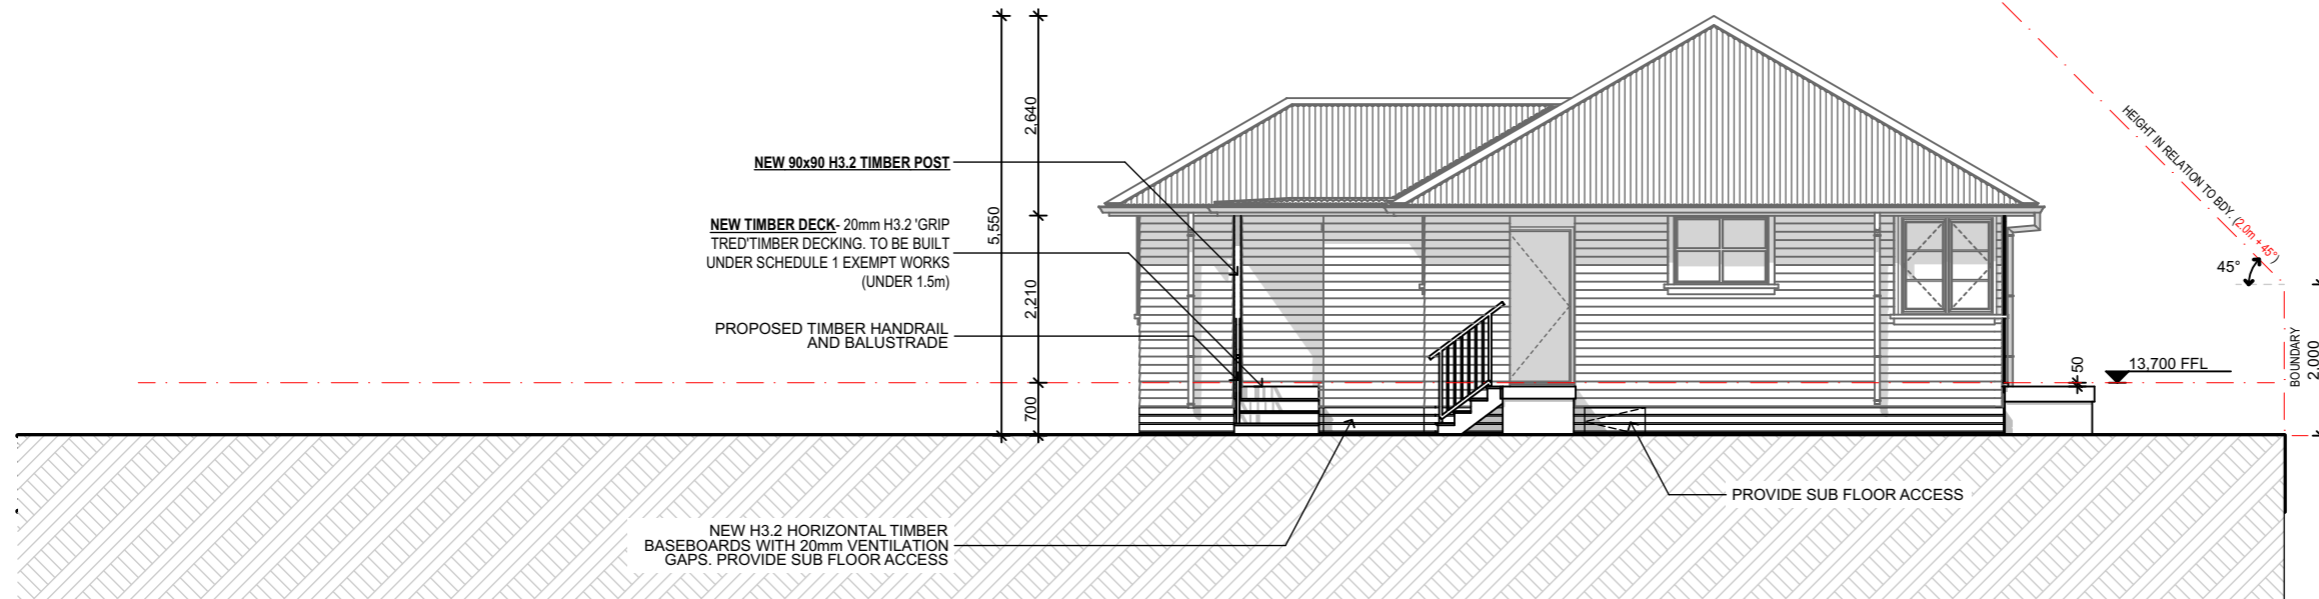 5,550
2,640
2,210
700
NEW 90x90 H3.2 TIMBER POST
NEW TIMBER DECK- 20mm H3.2 'GRIP
TRED'TIMBER DECKING. TO BE BUILT
UNDER SCHEDULE 1 EXEMPT WORKS
(UNDER 1.5m)
PROPOSED TIMBER HANDRAIL
AND BALUSTRADE
NEW H3.2 HORIZONTAL TIMBER
BASEBOARDS WITH 20mm VENTILATION
GAPS. PROVIDE SUB FLOOR ACCESS
PROVIDE SUB FLOOR ACCESS
HEIGHT IN RELATION TO BDY. (2.0m + 45°)
45°
50
13,700 FFL
BOUNDARY
2,000